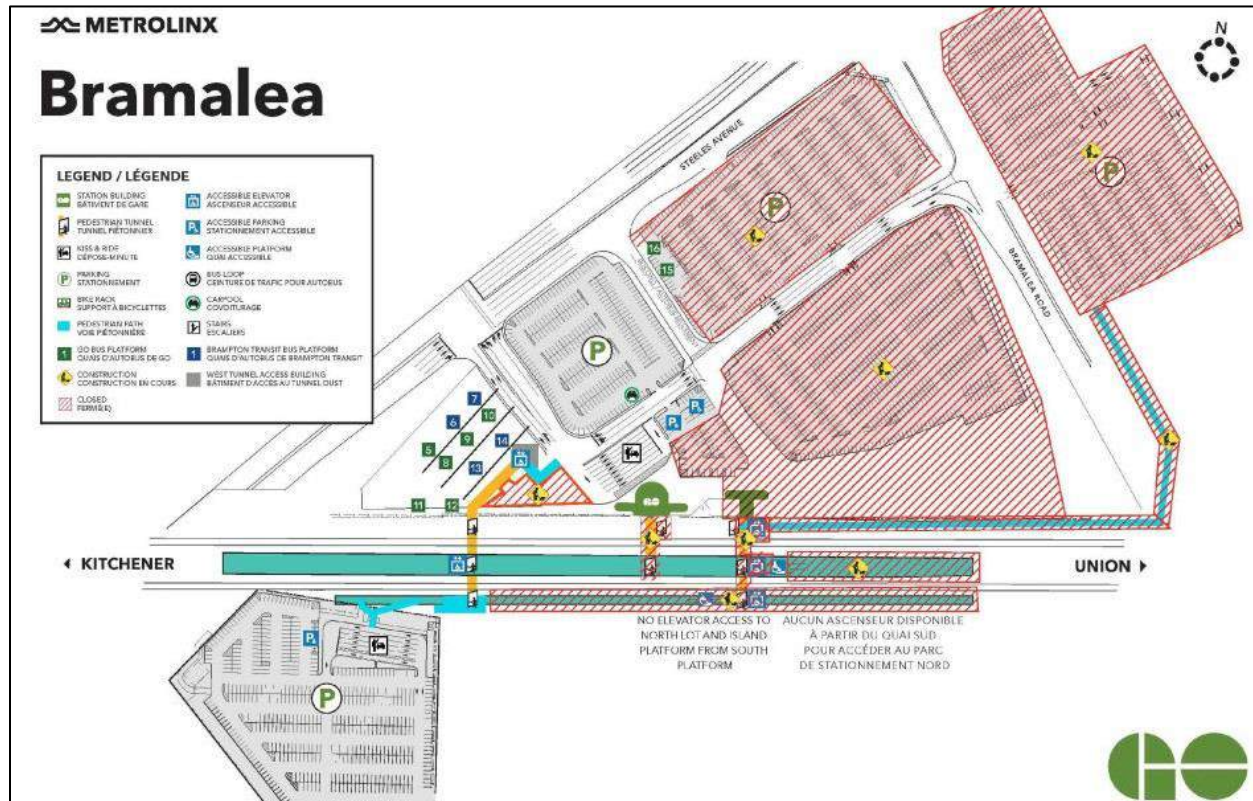 METROLINX
Bramalea
N
LEGEND / LÉGENDE
STATION BUILDING
BÂTIMENT DE GARE
PEDESTRIAN TUNNEL
TUNNEL PIÉTONNIER
KISS & RIDE
DÉPOSE-MINUTE
P
PARKING
STATIONNEMENT
BIKE RACK
SUPPORT À BICYCLETTES
PEDESTRIAN PATH
VOIE PIÉTONNIÈRE
1
GO BUS PLATFORM
QUAIS D'AUTOBUS DE GO
CONSTRUCTION
CONSTRUCTION EN COURS
CLOSED
FERMÉ(E)
ACCESSIBLE ELEVATOR
ASCENSEUR ACCESSIBLE
P
ACCESSIBLE PARKING
STATIONNEMENT ACCESSIBLE
ACCESSIBLE PLATFORM
QUAI ACCESSIBLE
BUS LOOP
CEINTURE DE TRAFIC POUR AUTOBUS
CARPOOL
COVOITURAGE
STAIRS
ESCALIERS
1
BRAMPTON TRANSIT BUS PLATFORM
QUAIS D'AUTOBUS DE BRAMPTON TRANSIT
WEST TUNNEL ACCESS BUILDING
BÂTIMENT D'ACCÈS AU TUNNEL OUST
STEELES AVENUE
BRAMALEA ROAD
P
P
16
15
P
7
10
6
9
14
5
8
13
11
12
P
P
GO
KITCHENER
UNION
NO ELEVATOR ACCESS TO
NORTH LOT AND ISLAND
PLATFORM FROM SOUTH
PLATFORM
AUCUN ASCENSEUR DISPONIBLE
À PARTIR DU QUAI SUD
POUR ACCÉDER AU PARC
DE STATIONNEMENT NORD
P
P
GO